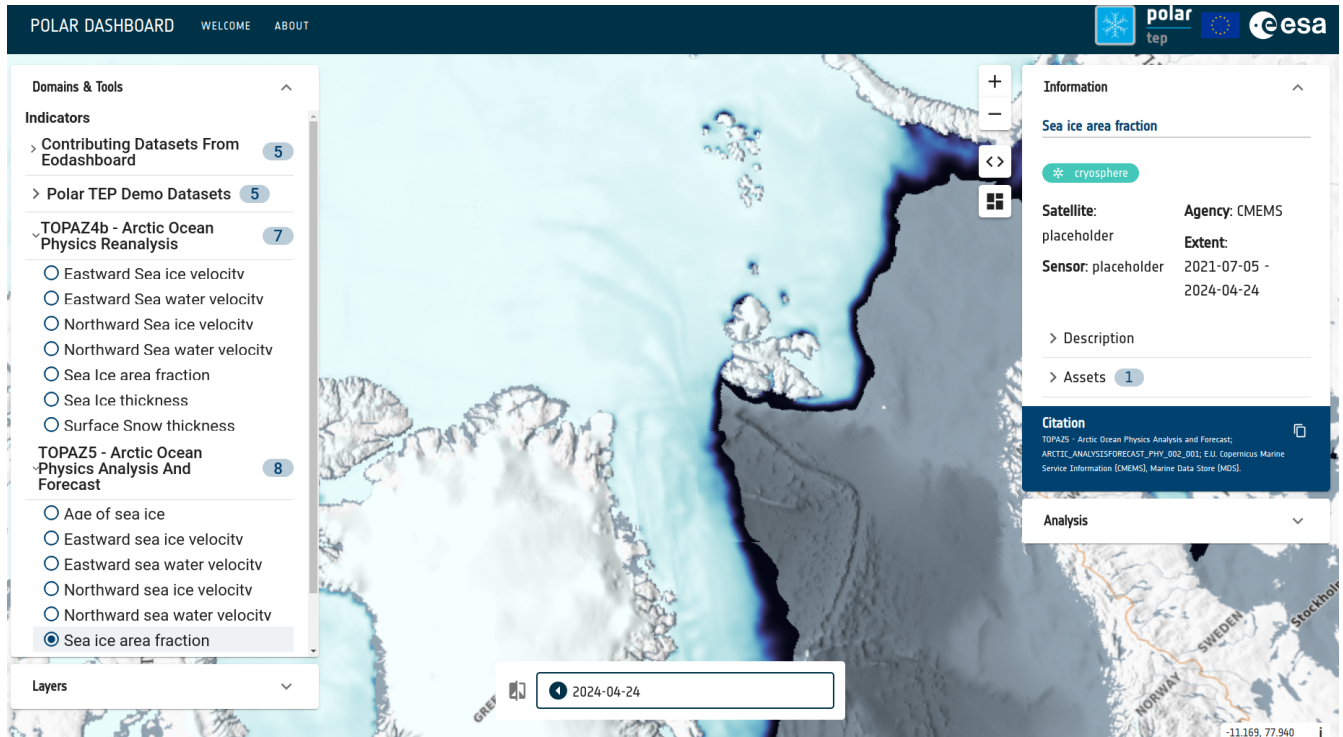 POLAR DASHBOARD WELCOME ABOUT
polar
tep
esa
Domains & Tools
Indicators
Contributing Datasets From
Eodashboard
5
Polar TEP Demo Datasets 5
TOPAZ4b - Arctic Ocean
Physics Reanalysis
7
Eastward Sea ice velocity
Eastward Sea water velocity
Northward Sea ice velocity
Northward Sea water velocity
Sea Ice area fraction
Sea Ice thickness
Surface Snow thickness
TOPAZ5 - Arctic Ocean
Physics Analysis And
Forecast
8
Age of sea ice
Eastward sea ice velocity
Eastward sea water velocity
Northward sea ice velocity
Northward sea water velocity
Sea ice area fraction
Layers
2024-04-24
+
−
<>
Information
Sea ice area fraction
cryosphere
Satellite:
placeholder
Sensor: placeholder
Agency: CMEMS
Extent:
2021-07-05 -
2024-04-24
Description
Assets 1
Citation
TOPAZ5 - Arctic Ocean Physics Analysis and Forecast;
ARCTIC_ANALYSISFORECAST_PHY_002_001; E.U. Copernicus Marine
Service Information (CMEMS), Marine Data Store (MDS).
Analysis
SWEDEN
NORWAY
-11.169, 77.940 i